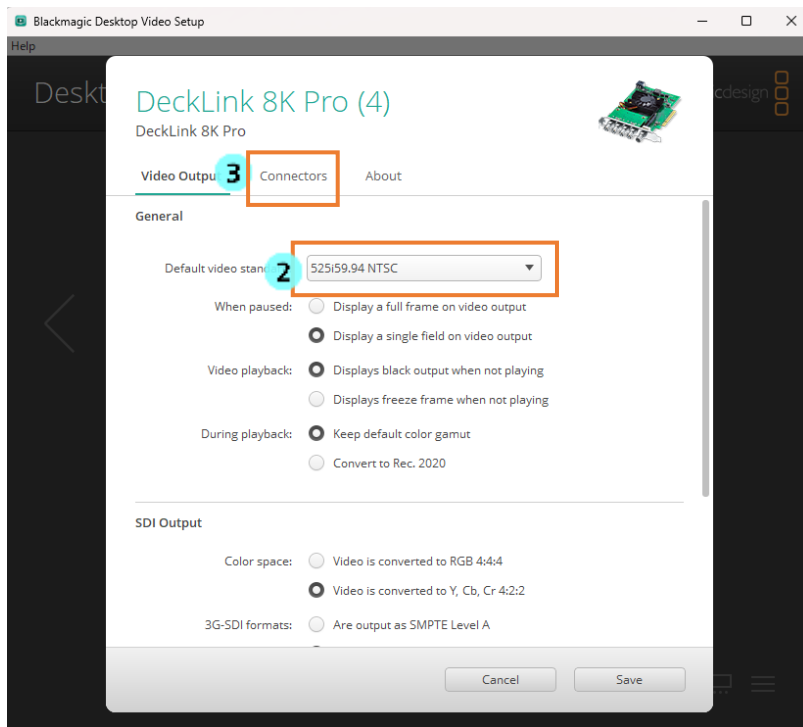 Blackmagic Desktop Video Setup
Help
Deskt
cdesign
DeckLink 8K Pro (4)
DeckLink 8K Pro
Video Outpu
3
Connectors
About
General
Default video stan
2
525i59.94 NTSC
When paused:
Display a full frame on video output
Display a single field on video output
Video playback:
Displays black output when not playing
Displays freeze frame when not playing
During playback:
Keep default color gamut
Convert to Rec. 2020
SDI Output
Color space:
Video is converted to RGB 4:4:4
Video is converted to Y, Cb, Cr 4:2:2
3G-SDI formats:
Are output as SMPTE Level A
Cancel
Save